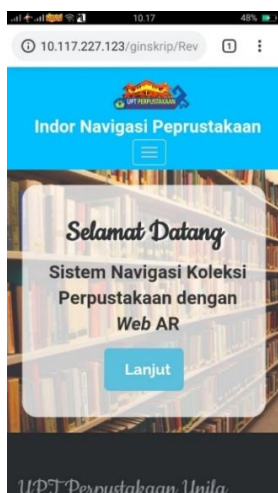 10.17
48%
10.117.227.123/ginskrip/Rev
1
UPT PERPUSTAKAAN
Indor Navigasi Peprustakaan
Selamat Datang
Sistem Navigasi Koleksi
Perpustakaan dengan
Web AR
Lanjut
UPT Perpustakaan Unila